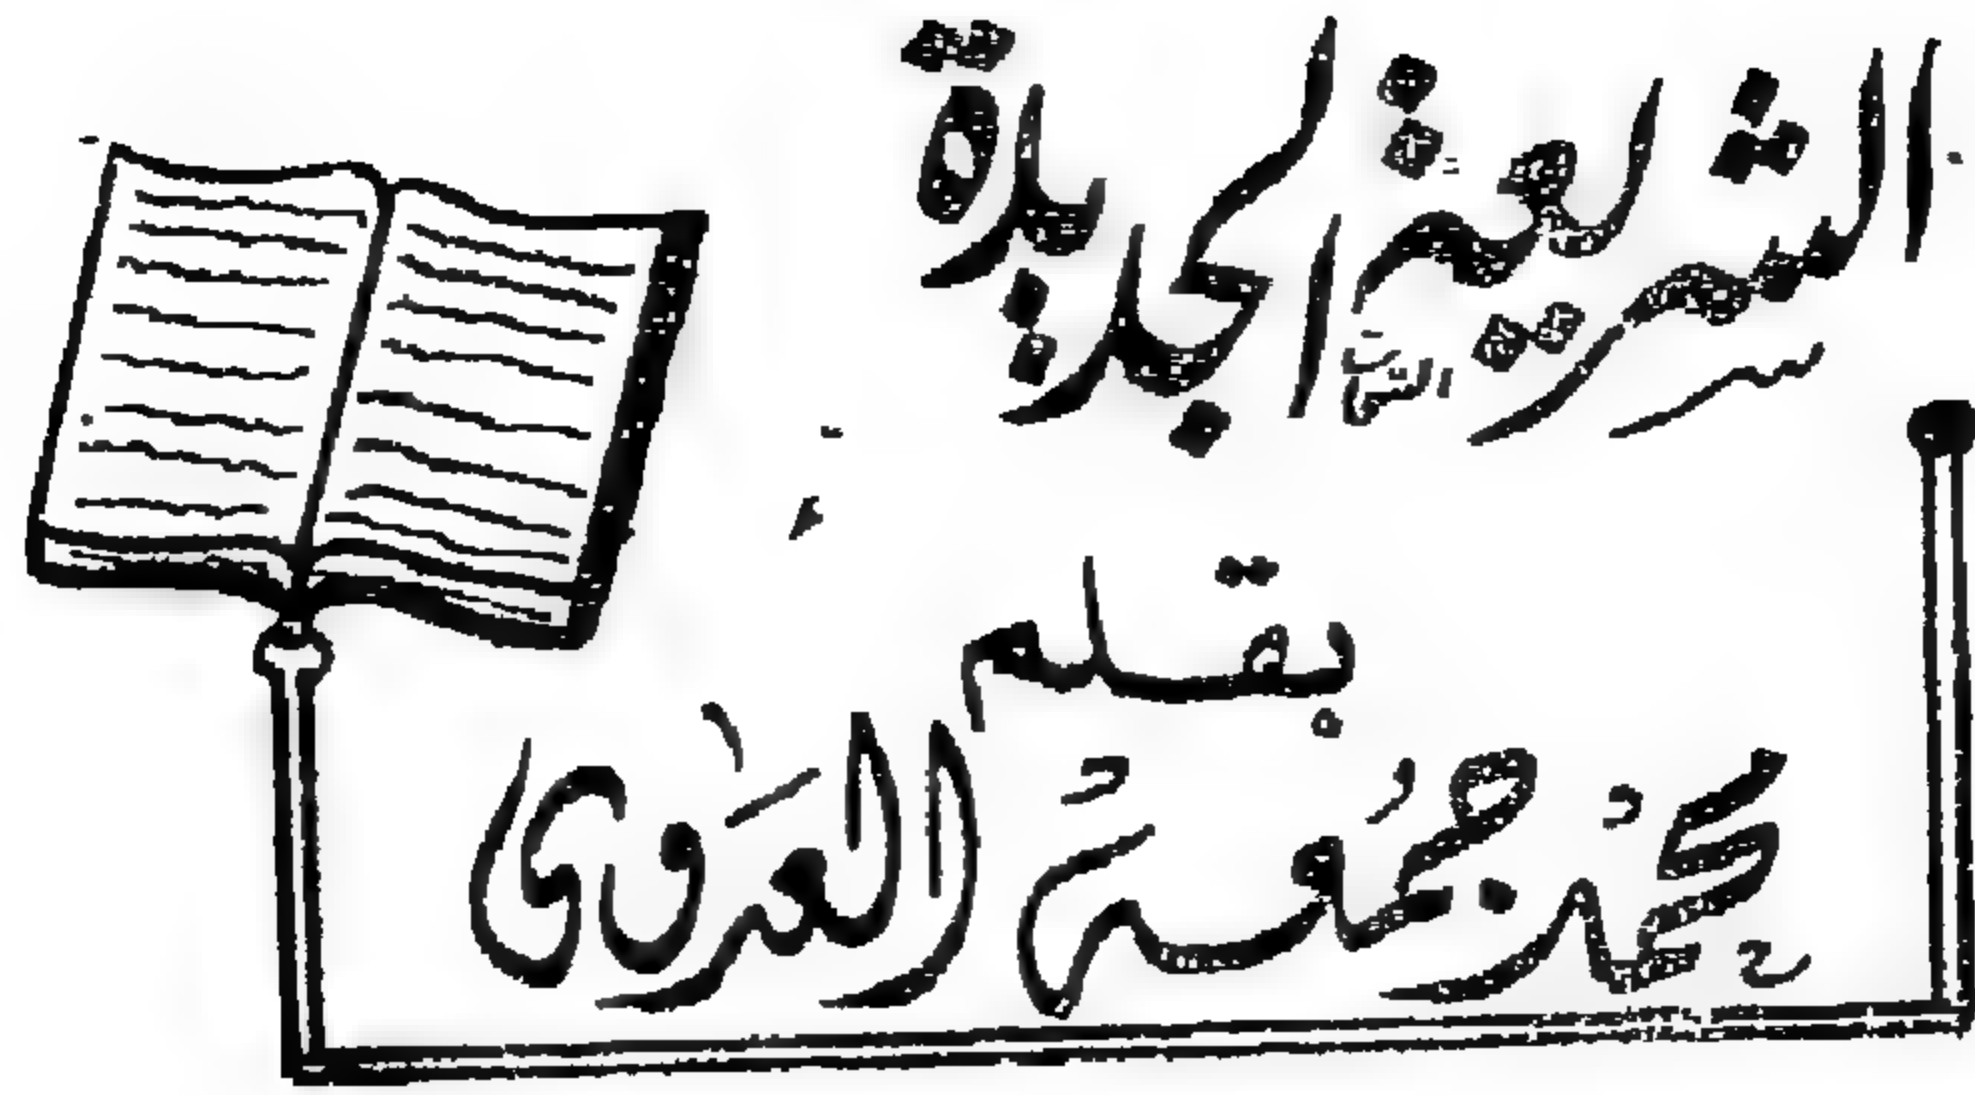 الشريعة الجديدة
بقلم
محمد جمعة العدوى